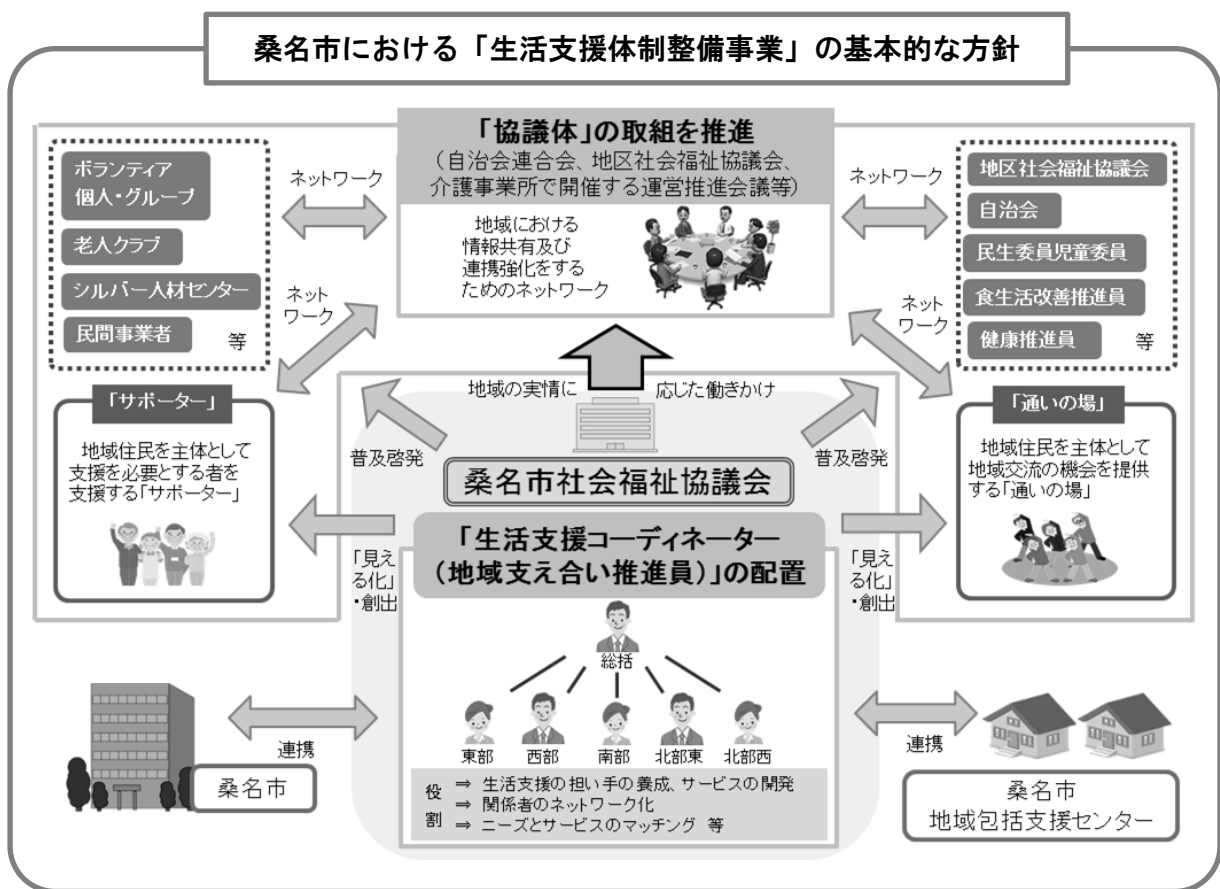 桑名市における「生活支援体制整備事業」の基本的な方針
「協議体」の取組を推進
(自治会連合会、地区社会福祉協議会、
介護事業所で開催する運営推進会議等)
地域における
情報共有及び
連携強化をする
ためのネットワーク
ボランティア
個人・グループ
老人クラブ
シルバー人材センター
民間事業者
等
ネットワーク
ネット
ワーク
ネットワーク
ネット
ワーク
地区社会福祉協議会
自治会
民生委員児童委員
食生活改善推進員
健康推進員
等
「サポーター」
地域住民を主体として
支援を必要とする者を
支援する「サポーター」
地域の実情に
応じた働きかけ
普及啓発
普及啓発
「通いの場」
地域住民を主体として
地域交流の機会を提供
する「通いの場」
桑名市社会福祉協議会
「生活支援コーディネーター
(地域支え合い推進員)」の配置
「見え
る化」
・創出
「見え
る化」
・創出
総括
東部
西部
南部
北部東
北部西
役
割
⇒ 生活支援の担い手の養成、サービスの開発
⇒ 関係者のネットワーク化
⇒ ニーズとサービスのマッチング 等
連携
桑名市
連携
桑名市
地域包括支援センター